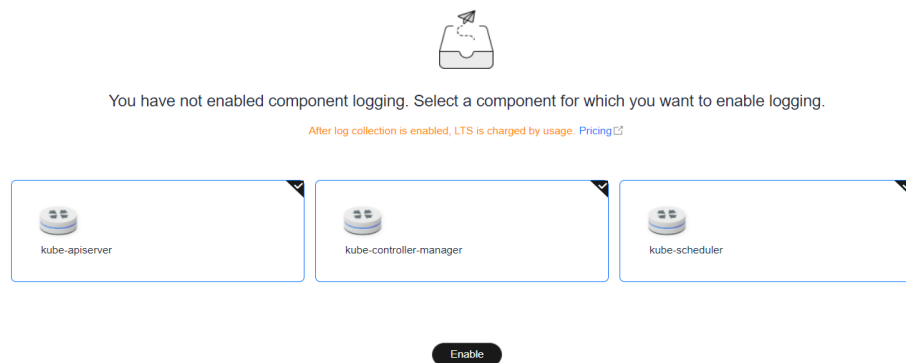 You have not enabled component logging. Select a component for which you want to enable logging.
After log collection is enabled, LTS is charged by usage. Pricing
kube-apiserver
kube-controller-manager
kube-scheduler
Enable